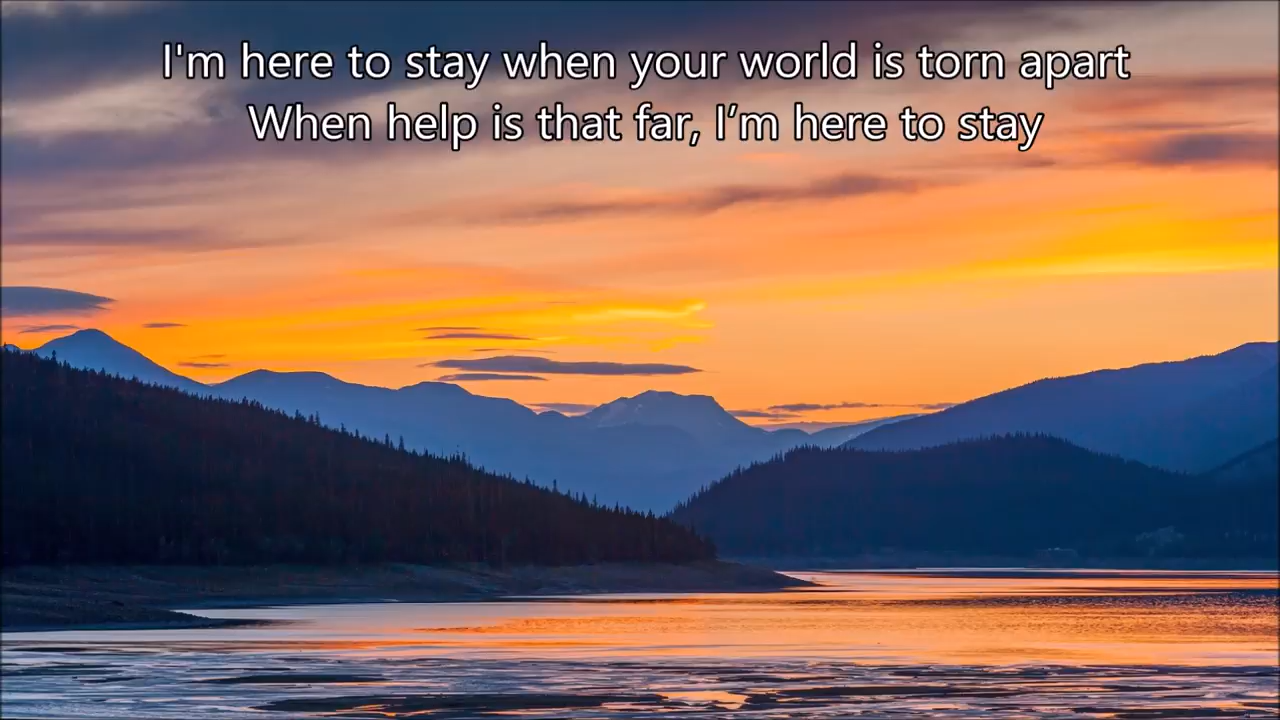 I'm here to stay when your world is torn apart
When help is that far, I’m here to stay